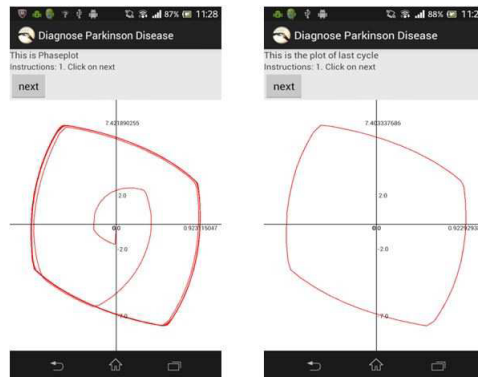 87% 11:28
Diagnose Parkinson Disease
This is Phaseplot
Instructions: 1. Click on next
next
7.421890255
2.0
0.0
0.923115047
-2.0
-7.0
88% 11:28
Diagnose Parkinson Disease
This is the plot of last cycle
Instructions: 1. Click on next
next
7.403337686
2.0
0.0
-2.0
-7.0